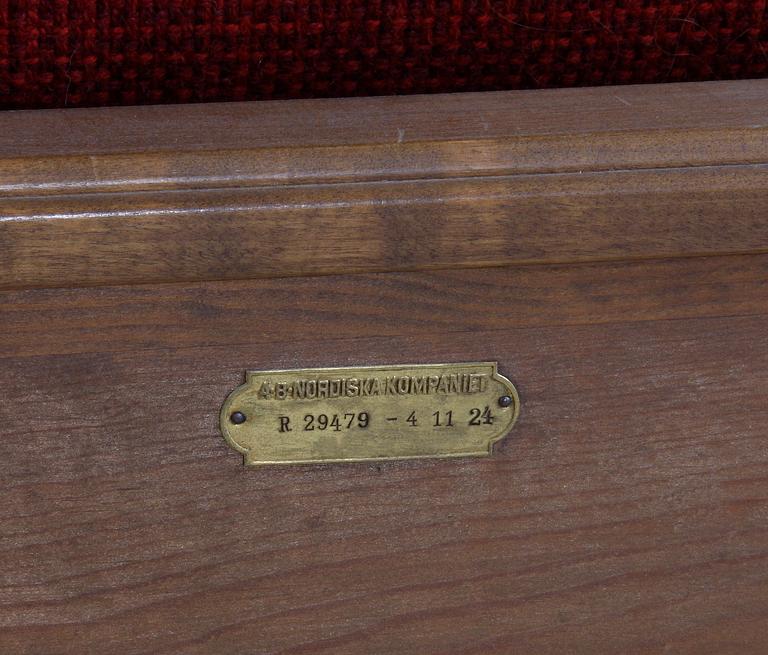 A·B·NORDISKA KOMPANIET
R 29479 - 4 11 24